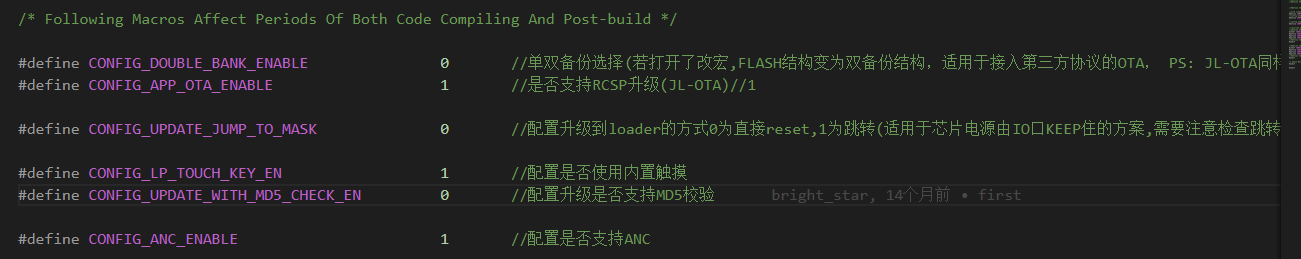 /* Following Macros Affect Periods Of Both Code Compiling And Post-build */
#define CONFIG_DOUBLE_BANK_ENABLE 0 //单双备份选择(若打开了改宏,FLASH结构变为双备份结构，适用于接入第三方协议的OTA， PS: JL-OTA同样
#define CONFIG_APP_OTA_ENABLE 1 //是否支持RCSP升级(JL-OTA)//1
#define CONFIG_UPDATE_JUMP_TO_MASK 0 //配置升级到loader的方式0为直接reset,1为跳转(适用于芯片电源由IO口KEEP住的方案,需要注意检查跳转
#define CONFIG_LP_TOUCH_KEY_EN 1 //配置是否使用内置触摸
#define CONFIG_UPDATE_WITH_MD5_CHECK_EN 0 //配置升级是否支持MD5校验 bright_star, 14个月前 • first
#define CONFIG_ANC_ENABLE 1 //配置是否支持ANC